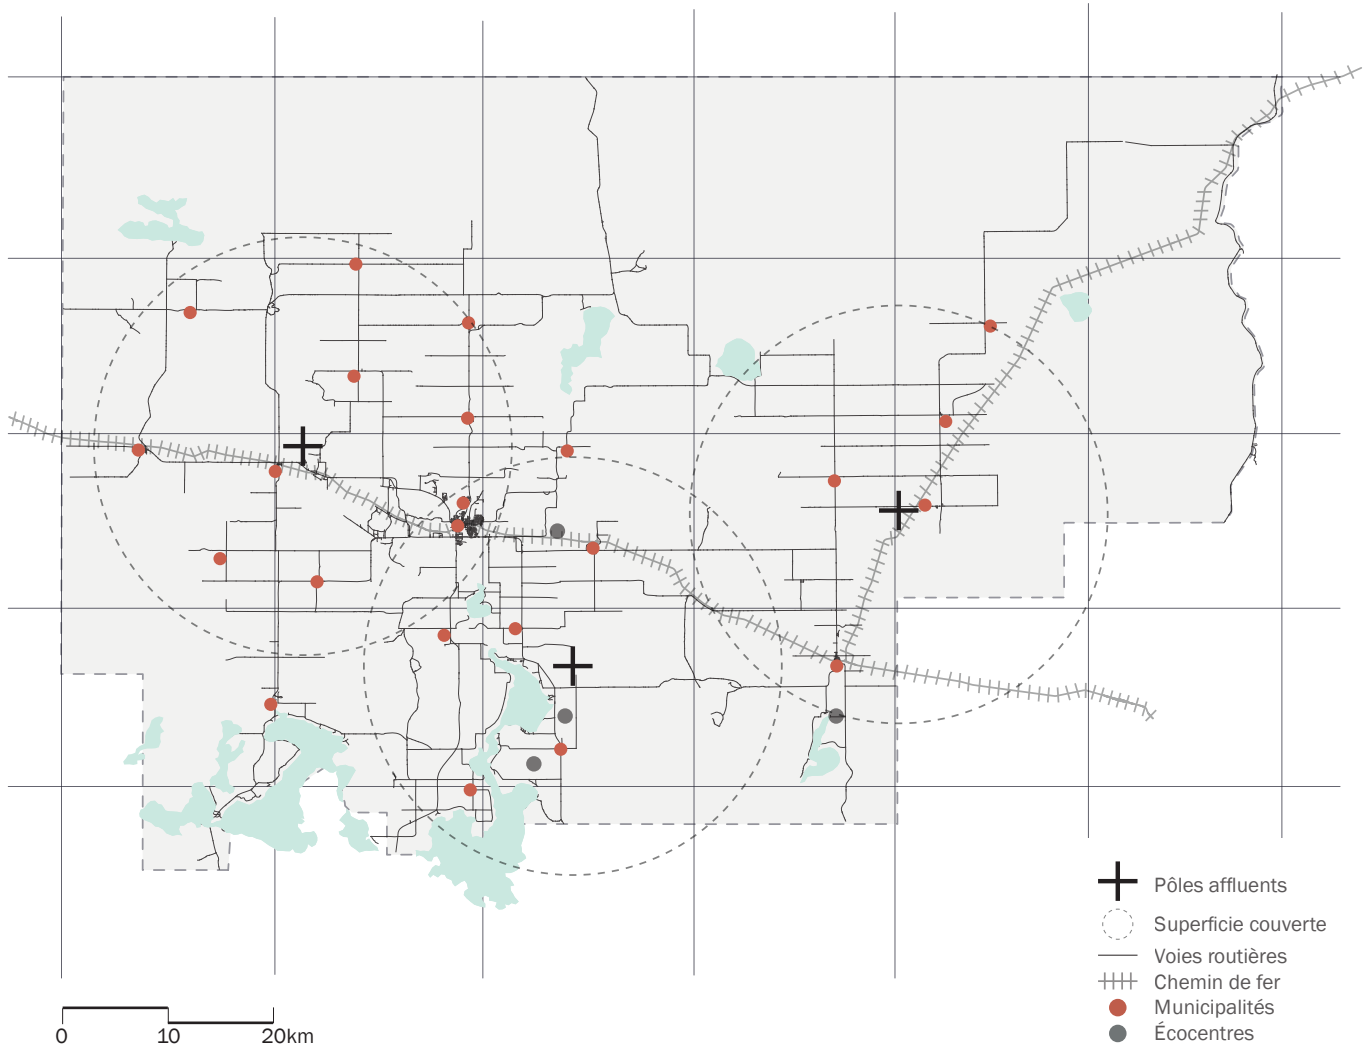 Pôles affluents
Superficie couverte
Voies routières
Chemin de fer
Municipalités
Écocentres
0 10 20km